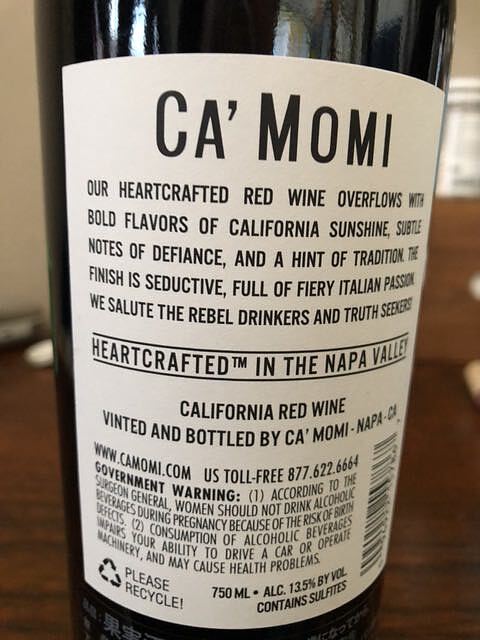 CA' MOMI
OUR HEARTCRAFTED RED WINE OVERFLOWS WITH
BOLD FLAVORS OF CALIFORNIA SUNSHINE, SUBTLE
NOTES OF DEFIANCE, AND A HINT OF TRADITION. THE
FINISH IS SEDUCTIVE, FULL OF FIERY ITALIAN PASSION.
WE SALUTE THE REBEL DRINKERS AND TRUTH SEEKERS!
HEARTCRAFTED™ IN THE NAPA VALLEY
CALIFORNIA RED WINE
VINTED AND BOTTLED BY CA' MOMI - NAPA - CA
WWW.CAMOMI.COM US TOLL-FREE 877.622.6664
GOVERNMENT WARNING: (1) ACCORDING TO THE
SURGEON GENERAL, WOMEN SHOULD NOT DRINK ALCOHOLIC
BEVERAGES DURING PREGNANCY BECAUSE OF THE RISK OF BIRTH
DEFECTS. (2) CONSUMPTION OF ALCOHOLIC BEVERAGES
IMPAIRS YOUR ABILITY TO DRIVE A CAR OR OPERATE
MACHINERY, AND MAY CAUSE HEALTH PROBLEMS.
PLEASE
RECYCLE!
750 ML • ALC. 13.5% BY VOL.
CONTAINS SULFITES